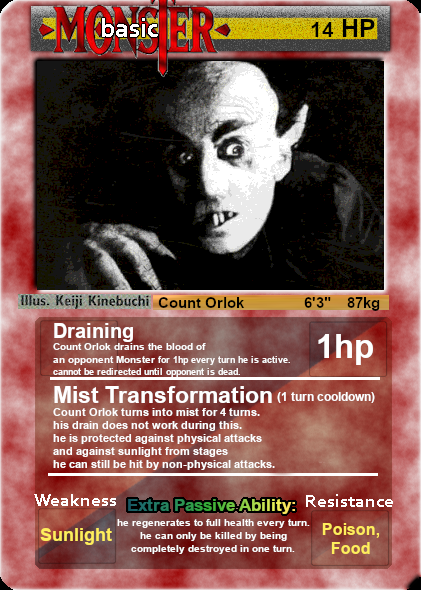 MONSTER
basic
14 HP
Illus. Keiji Kinebuchi
Count Orlok 6'3" 87kg
Draining
Count Orlok drains the blood of
an opponent Monster for 1hp every turn he is active.
cannot be redirected until opponent is dead.
1hp
Mist Transformation (1 turn cooldown)
Count Orlok turns into mist for 4 turns.
his drain does not work during this.
he is protected against physical attacks
and against sunlight from stages
he can still be hit by non-physical attacks.
Weakness
Sunlight
Extra Passive Ability:
he regenerates to full health every turn.
he can only be killed by being
completely destroyed in one turn.
Resistance
Poison,
Food